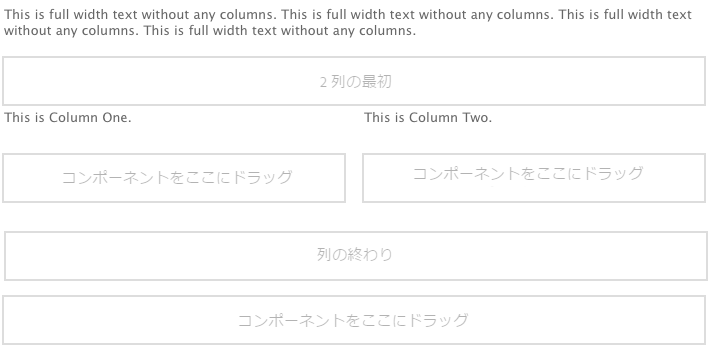 This is full width text without any columns. This is full width text without any columns. This is full width text
without any columns. This is full width text without any columns.
2 列の最初
This is Column One.
This is Column Two.
コンポーネントをここにドラッグ
コンポーネントをここにドラッグ
列の終わり
コンポーネントをここにドラッグ